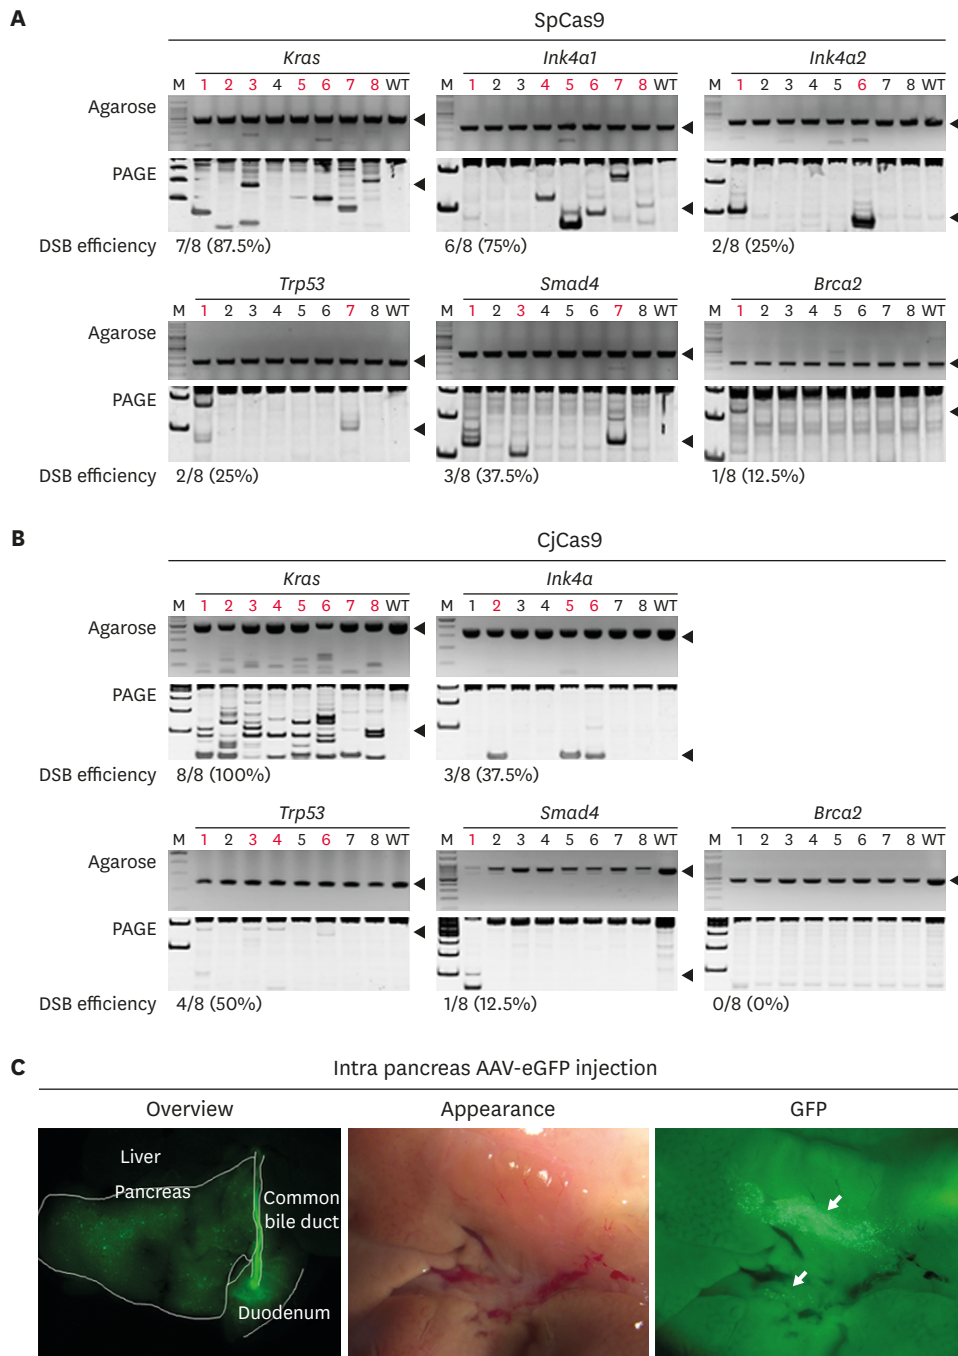 A
SpCas9
Kras Ink4a1 Ink4a2
M 1 2 3 4 5 6 7 8 WT M 1 2 3 4 5 6 7 8 WT M 1 2 3 4 5 6 7 8 WT
Agarose
PAGE
DSB efficiency 7/8 (87.5%) 6/8 (75%) 2/8 (25%)
Trp53 Smad4 Brca2
M 1 2 3 4 5 6 7 8 WT M 1 2 3 4 5 6 7 8 WT M 1 2 3 4 5 6 7 8 WT
Agarose
PAGE
DSB efficiency 2/8 (25%) 3/8 (37.5%) 1/8 (12.5%)
B
CjCas9
Kras Ink4a
M 1 2 3 4 5 6 7 8 WT M 1 2 3 4 5 6 7 8 WT
Agarose
PAGE
DSB efficiency 8/8 (100%) 3/8 (37.5%)
Trp53 Smad4 Brca2
M 1 2 3 4 5 6 7 8 WT M 1 2 3 4 5 6 7 8 WT M 1 2 3 4 5 6 7 8 WT
Agarose
PAGE
DSB efficiency 4/8 (50%) 1/8 (12.5%) 0/8 (0%)
C
Intra pancreas AAV-eGFP injection
Overview Appearance GFP
Liver
Pancreas
Common
bile duct
Duodenum